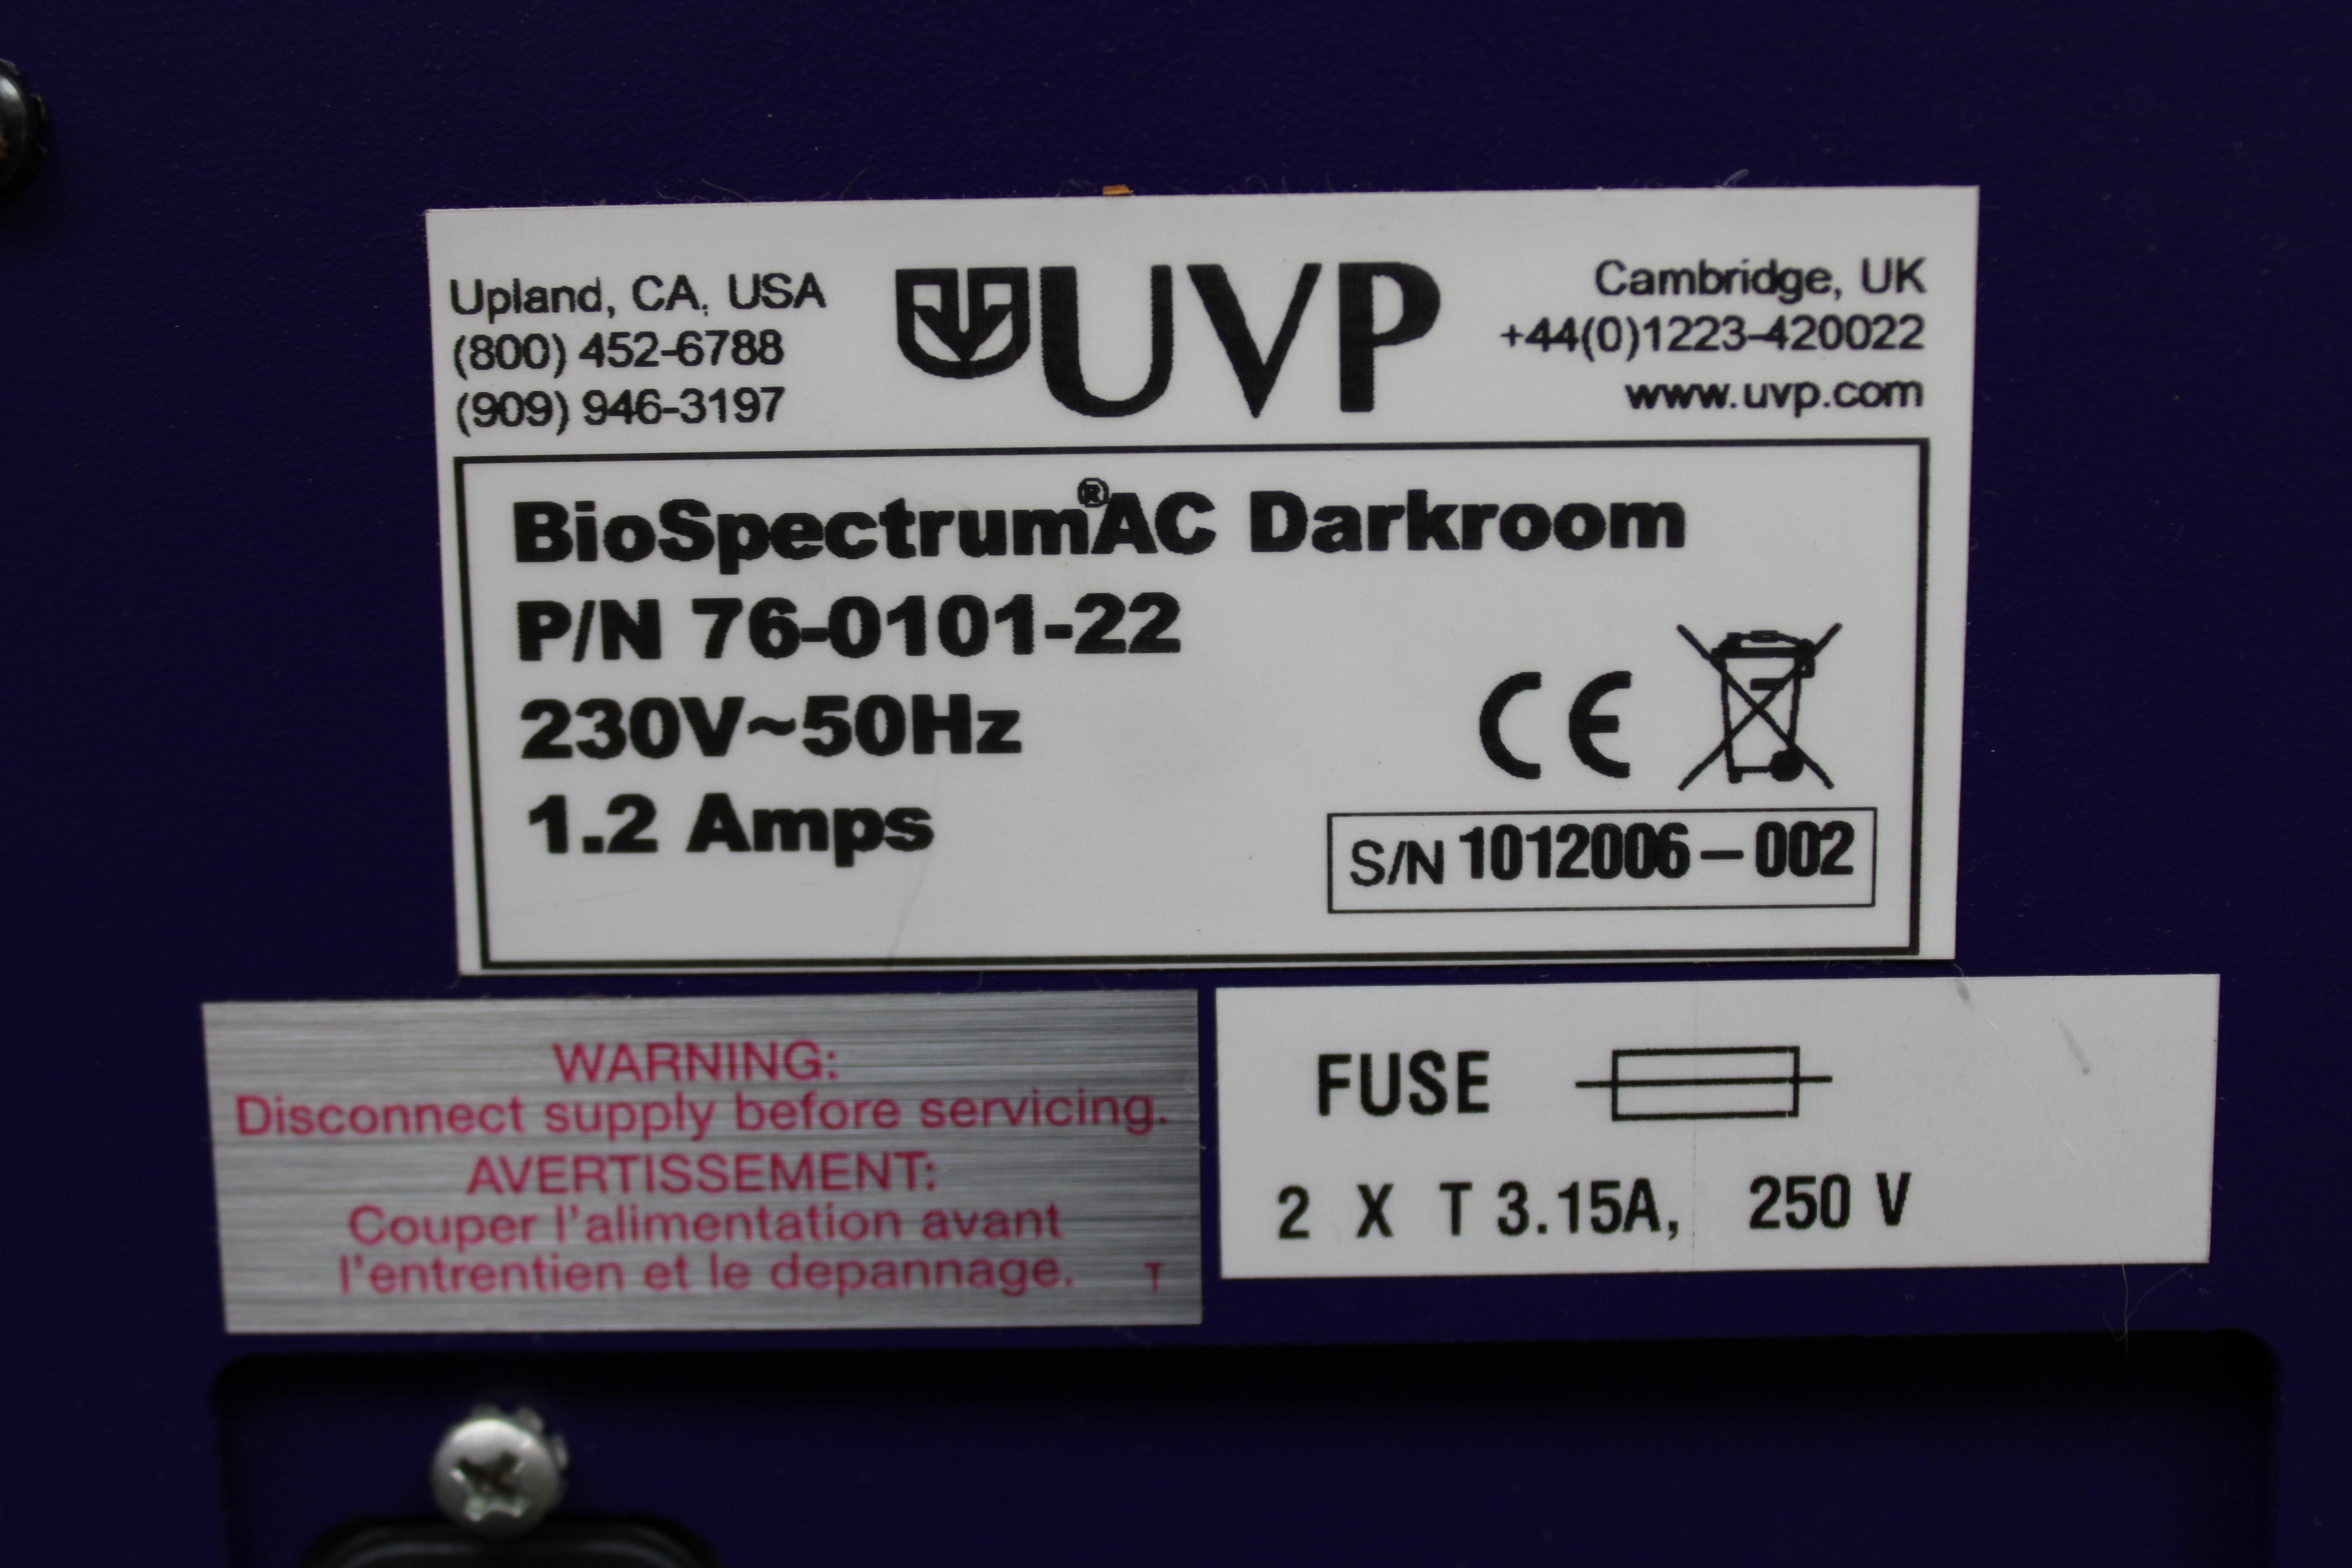 Upland, CA, USA
(800) 452-6788
(909) 946-3197
UVP
Cambridge, UK
+44(0)1223-420022
www.uvp.com
BioSpectrum®AC Darkroom
P/N 76-0101-22
230V~50Hz
1.2 Amps
CE
S/N 1012006-002
WARNING:
Disconnect supply before servicing.
AVERTISSEMENT:
Couper l'alimentation avant
l'entrentien et le depannage.
T
FUSE
2 X T 3.15A, 250 V